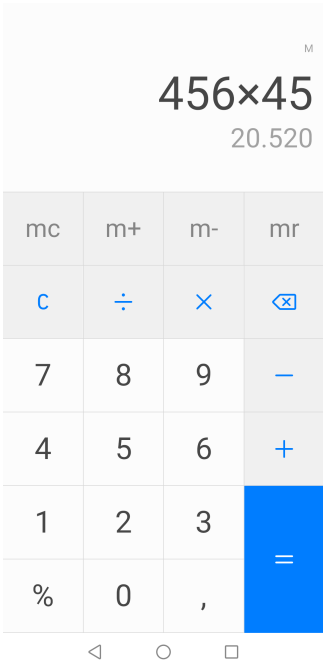 M
456×45
20.520
mc m+ m- mr
C ÷ ×
7 8 9 −
4 5 6 +
1 2 3
% 0 , =